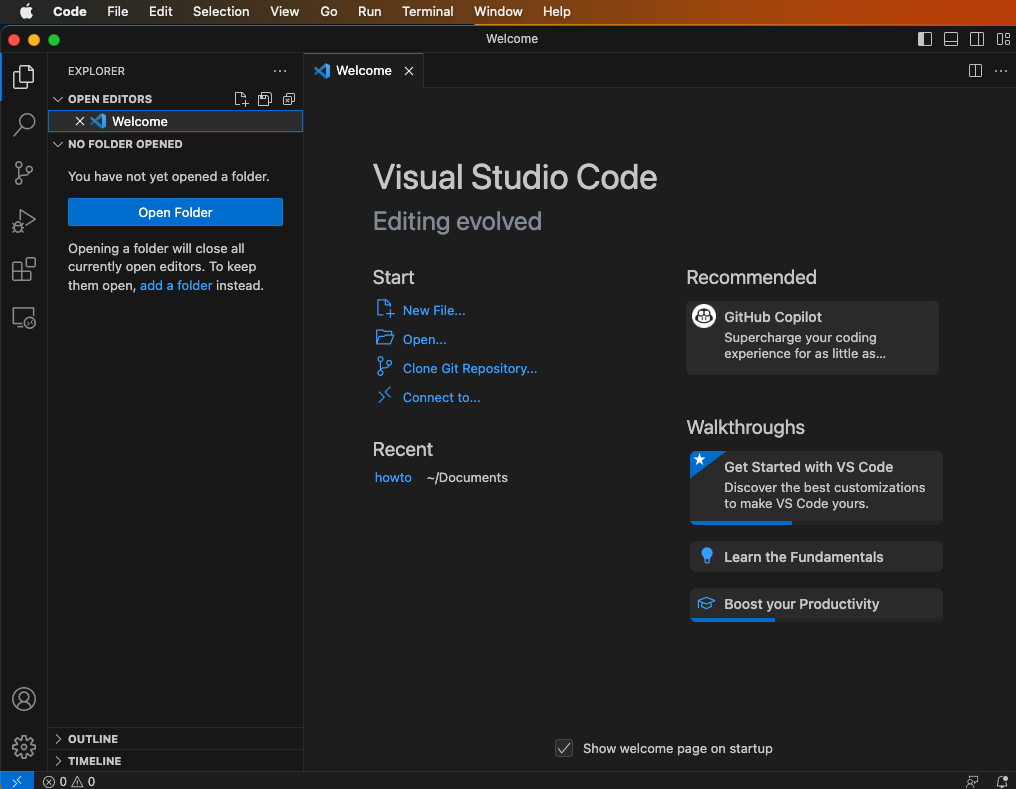 Code File Edit Selection View Go Run Terminal Window Help
Welcome
EXPLORER
OPEN EDITORS
Welcome
NO FOLDER OPENED
You have not yet opened a folder.
Open Folder
Opening a folder will close all
currently open editors. To keep
them open, add a folder instead.
OUTLINE
TIMELINE
Welcome
Visual Studio Code
Editing evolved
Start
New File...
Open...
Clone Git Repository...
Connect to...
Recent
howto ~/Documents
Recommended
GitHub Copilot
Supercharge your coding
experience for as little as...
Walkthroughs
Get Started with VS Code
Discover the best customizations
to make VS Code yours.
Learn the Fundamentals
Boost your Productivity
Show welcome page on startup
0 0